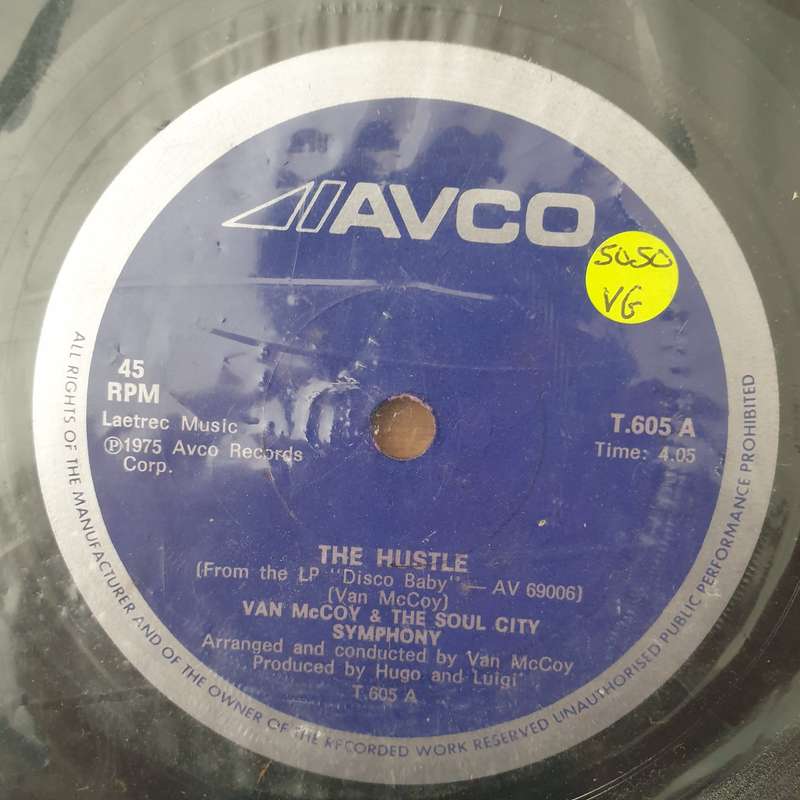 AVCO
5050
VG
45
RPM
Laetrec Music
Ⓟ1975 Avco Records
Corp.
T.605 A
Time: 4.05
THE HUSTLE
(From the LP "Disco Baby" — AV 69006)
(Van McCoy)
VAN McCOY & THE SOUL CITY
SYMPHONY
Arranged and conducted by Van McCoy
Produced by Hugo and Luigi
T.605 A
ALL RIGHTS OF THE MANUFACTURER AND OF THE OWNER OF THE RECORDED WORK RESERVED UNAUTHORISED PUBLIC PERFORMANCE PROHIBITED